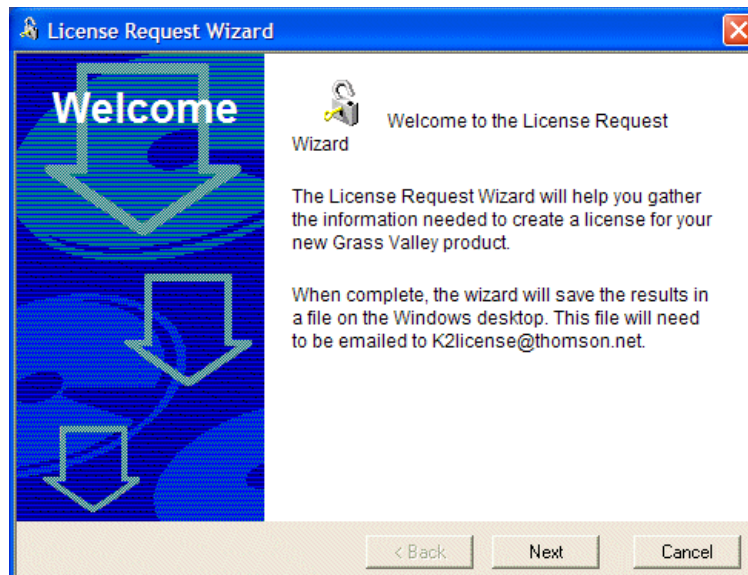 License Request Wizard
Welcome
Welcome to the License Request
Wizard
The License Request Wizard will help you gather
the information needed to create a license for your
new Grass Valley product.
When complete, the wizard will save the results in
a file on the Windows desktop. This file will need
to be emailed to K2license@thomson.net.
< Back Next Cancel